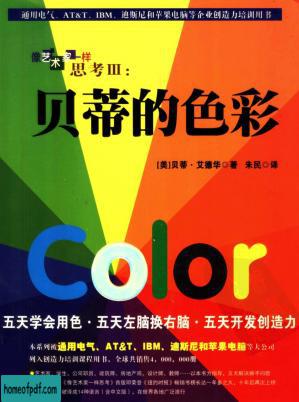 通用电气、AT&T、IBM、迪斯尼和苹果电脑等企业创造力培训用书
像艺术家一样
思考III：
贝蒂的色彩
[美]贝蒂·艾德华◎著 朱民◎译
Color
五天学会用色·五天左脑换右脑·五天开发创造力
本系列被通用电气、AT&T、IBM、迪斯尼和苹果电脑等大公司
列入创造力培训课程用书，全球共销售4，000，000册
homeofpdf.com